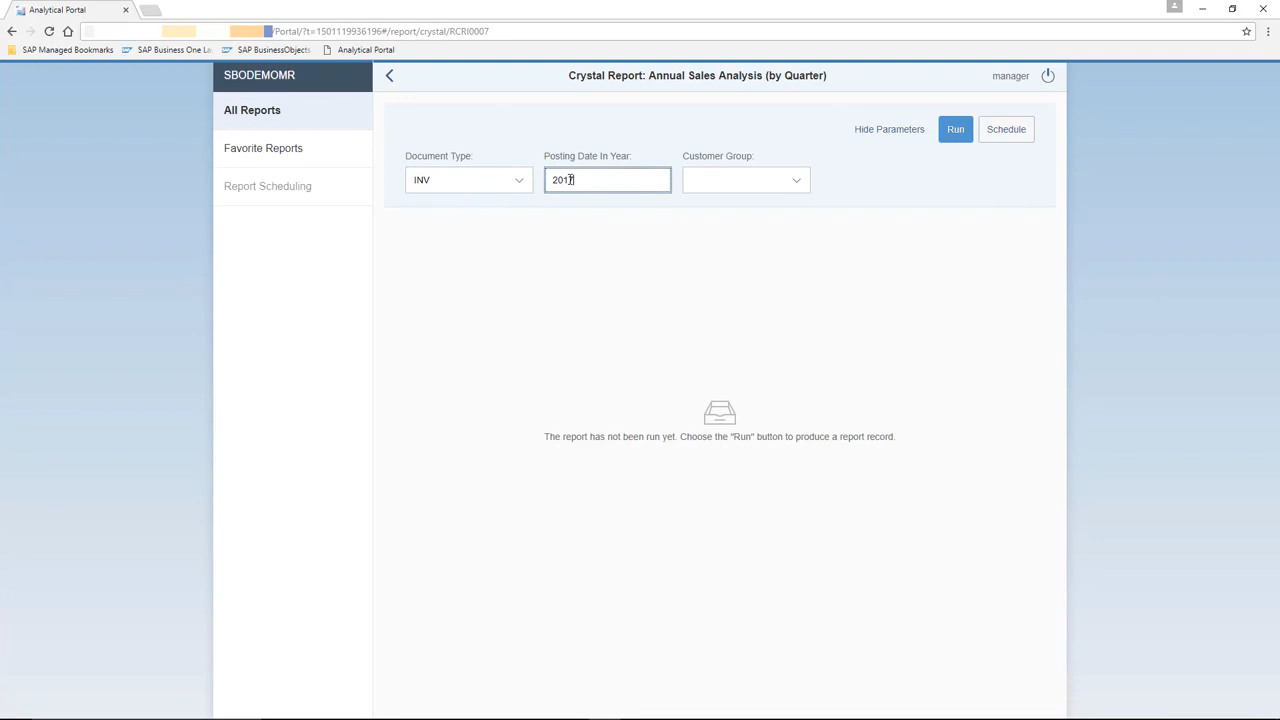 Analytical Portal
/Portal/?t=1501119936196#/report/crystal/RCRI0007
SAP Managed Bookmarks SAP Business One La SAP BusinessObjects Analytical Portal
SBODEMOMR
Crystal Report: Annual Sales Analysis (by Quarter)
manager
All Reports
Favorite Reports
Report Scheduling
Hide Parameters
Run
Schedule
Document Type: Posting Date In Year: Customer Group:
INV 2017
The report has not been run yet. Choose the "Run" button to produce a report record.